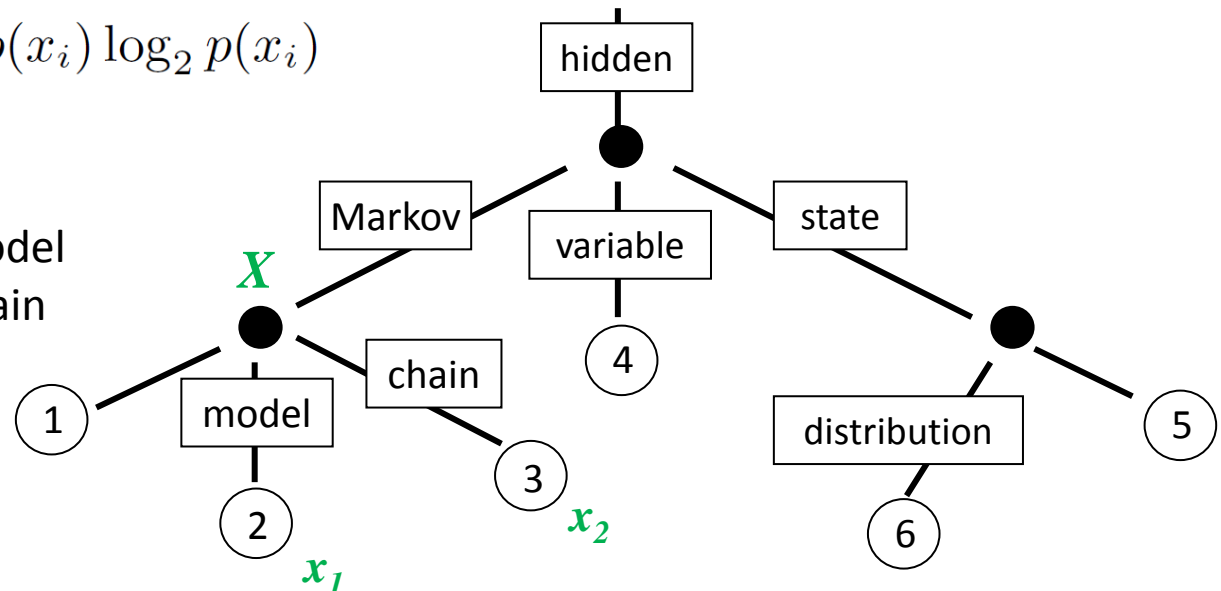 p(x_i) log_2 p(x_i)
hidden
Markov
variable
state
odel
ain
X
chain
model
distribution
1
2
3
4
5
6
x_1
x_2